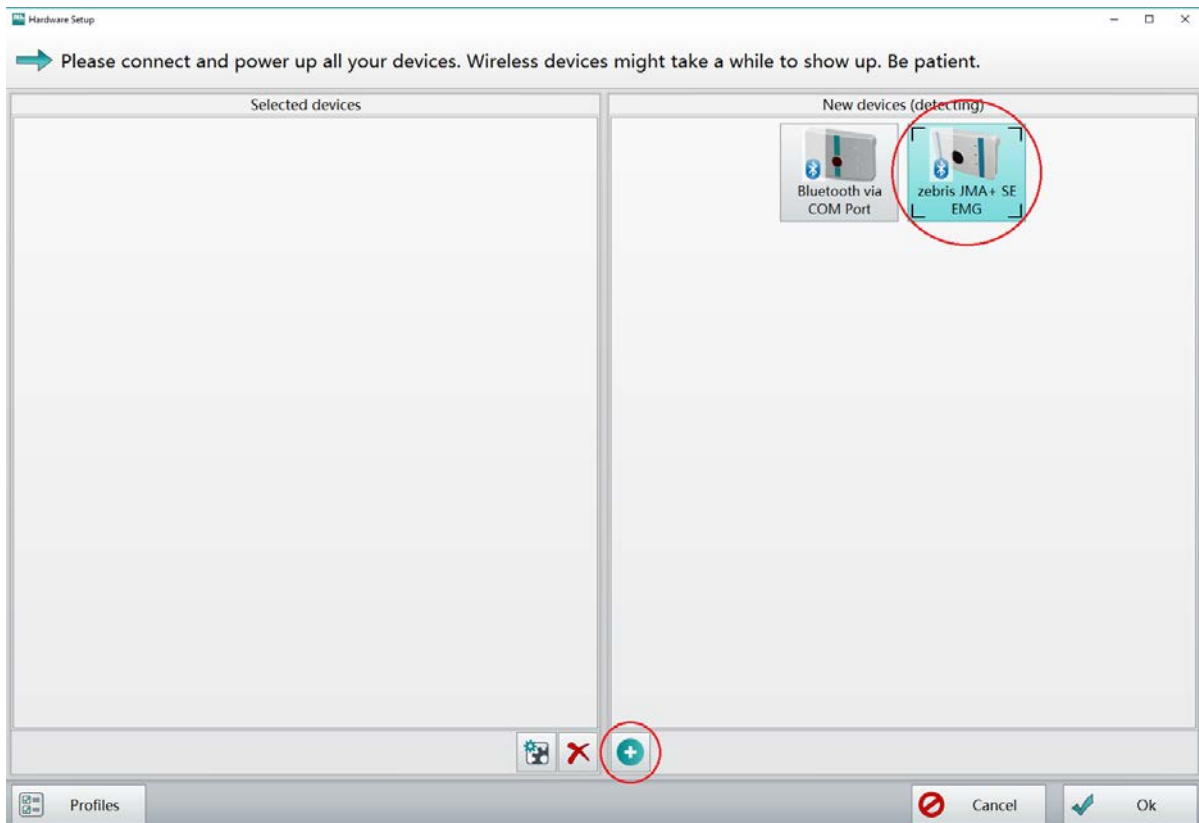 Hardware Setup
Please connect and power up all your devices. Wireless devices might take a while to show up. Be patient.
Selected devices
New devices (detecting)
Bluetooth via
COM Port
zebris JMA+ SE
EMG
Profiles
Cancel
Ok